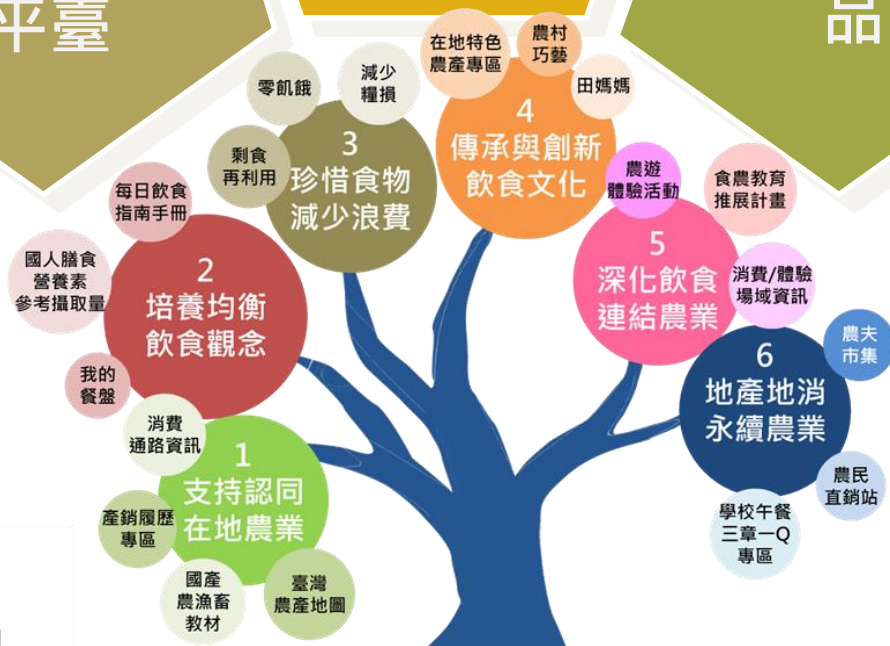 平臺
品
在地特色
農產專區
農村
巧藝
田媽媽
4
傳承與創新
飲食文化
零飢餓
減少
糧損
剩食
再利用
3
珍惜食物
減少浪費
農遊
體驗活動
食農教育
推展計畫
消費/體驗
場域資訊
5
深化飲食
連結農業
每日飲食
指南手冊
國人膳食
營養素
參考攝取量
我的
餐盤
2
培養均衡
飲食觀念
農夫
市集
農民
直銷站
學校午餐
三章一Q
專區
6
地產地消
永續農業
消費
通路資訊
1
支持認同
在地農業
產銷履歷
專區
國產
農漁畜
教材
臺灣
農產地圖